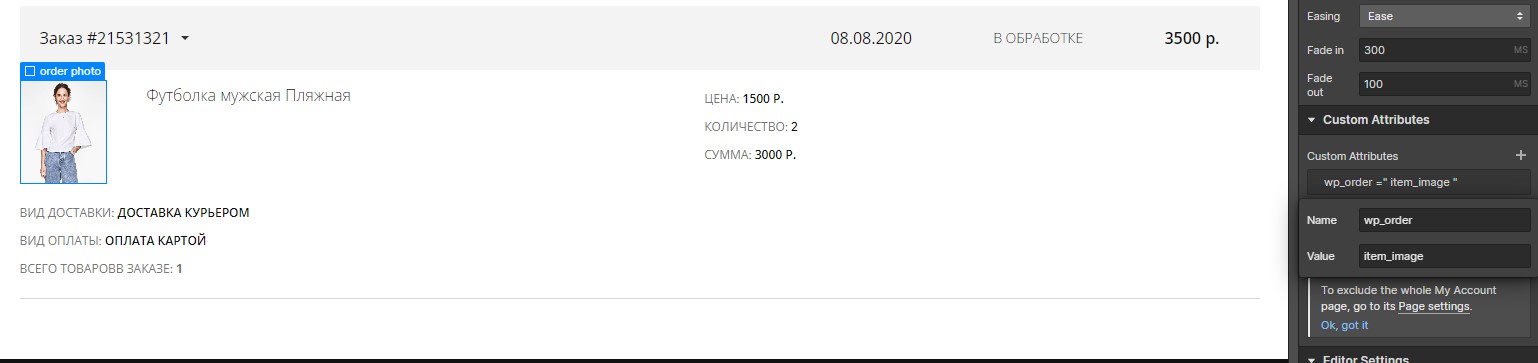 Заказ #21531321
08.08.2020
В ОБРАБОТКЕ
3500 р.
order photo
Футболка мужская Пляжная
ЦЕНА: 1500 Р.
КОЛИЧЕСТВО: 2
СУММА: 3000 Р.
ВИД ДОСТАВКИ: ДОСТАВКА КУРЬЕРОМ
ВИД ОПЛАТЫ: ОПЛАТА КАРТОЙ
ВСЕГО ТОВАРОВВ ЗАКАЗЕ: 1
Easing
Ease
Fade in
300
MS
Fade
out
100
MS
Custom Attributes
Custom Attributes
wp_order =" item_image "
Name
wp_order
Value
item_image
To exclude the whole My Account
page, go to its Page settings.
Ok, got it
Editor Settings